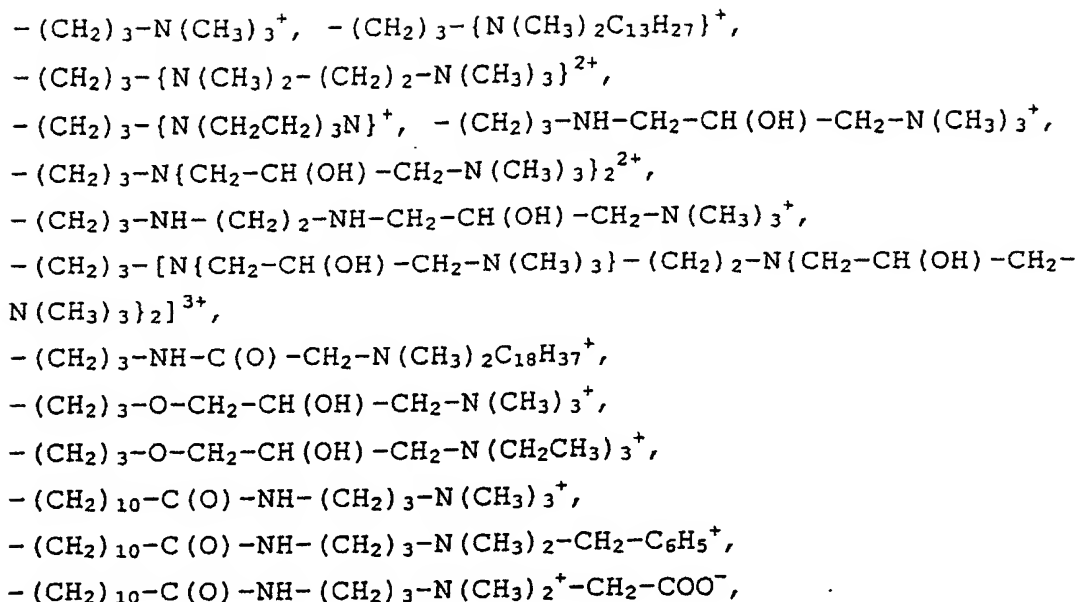 -(CH₂)₃-N(CH₃)₃⁺, -(CH₂)₃-{N(CH₃)₂C₁₃H₂₇}⁺,
-(CH₂)₃-{N(CH₃)₂-(CH₂)₂-N(CH₃)₃}²⁺,
-(CH₂)₃-{N(CH₂CH₂)₃N}⁺, -(CH₂)₃-NH-CH₂-CH(OH)-CH₂-N(CH₃)₃⁺,
-(CH₂)₃-N{CH₂-CH(OH)-CH₂-N(CH₃)₃}₂²⁺,
-(CH₂)₃-NH-(CH₂)₂-NH-CH₂-CH(OH)-CH₂-N(CH₃)₃⁺,
-(CH₂)₃-[N{CH₂-CH(OH)-CH₂-N(CH₃)₃}-(CH₂)₂-N{CH₂-CH(OH)-CH₂-
N(CH₃)₃}₂]³⁺,
-(CH₂)₃-NH-C(O)-CH₂-N(CH₃)₂C₁₈H₃₇⁺,
-(CH₂)₃-O-CH₂-CH(OH)-CH₂-N(CH₃)₃⁺,
-(CH₂)₃-O-CH₂-CH(OH)-CH₂-N(CH₂CH₃)₃⁺,
-(CH₂)₁₀-C(O)-NH-(CH₂)₃-N(CH₃)₃⁺,
-(CH₂)₁₀-C(O)-NH-(CH₂)₃-N(CH₃)₂-CH₂-C₆H₅⁺,
-(CH₂)₁₀-C(O)-NH-(CH₂)₃-N(CH₃)₂⁺-CH₂-COO⁻,